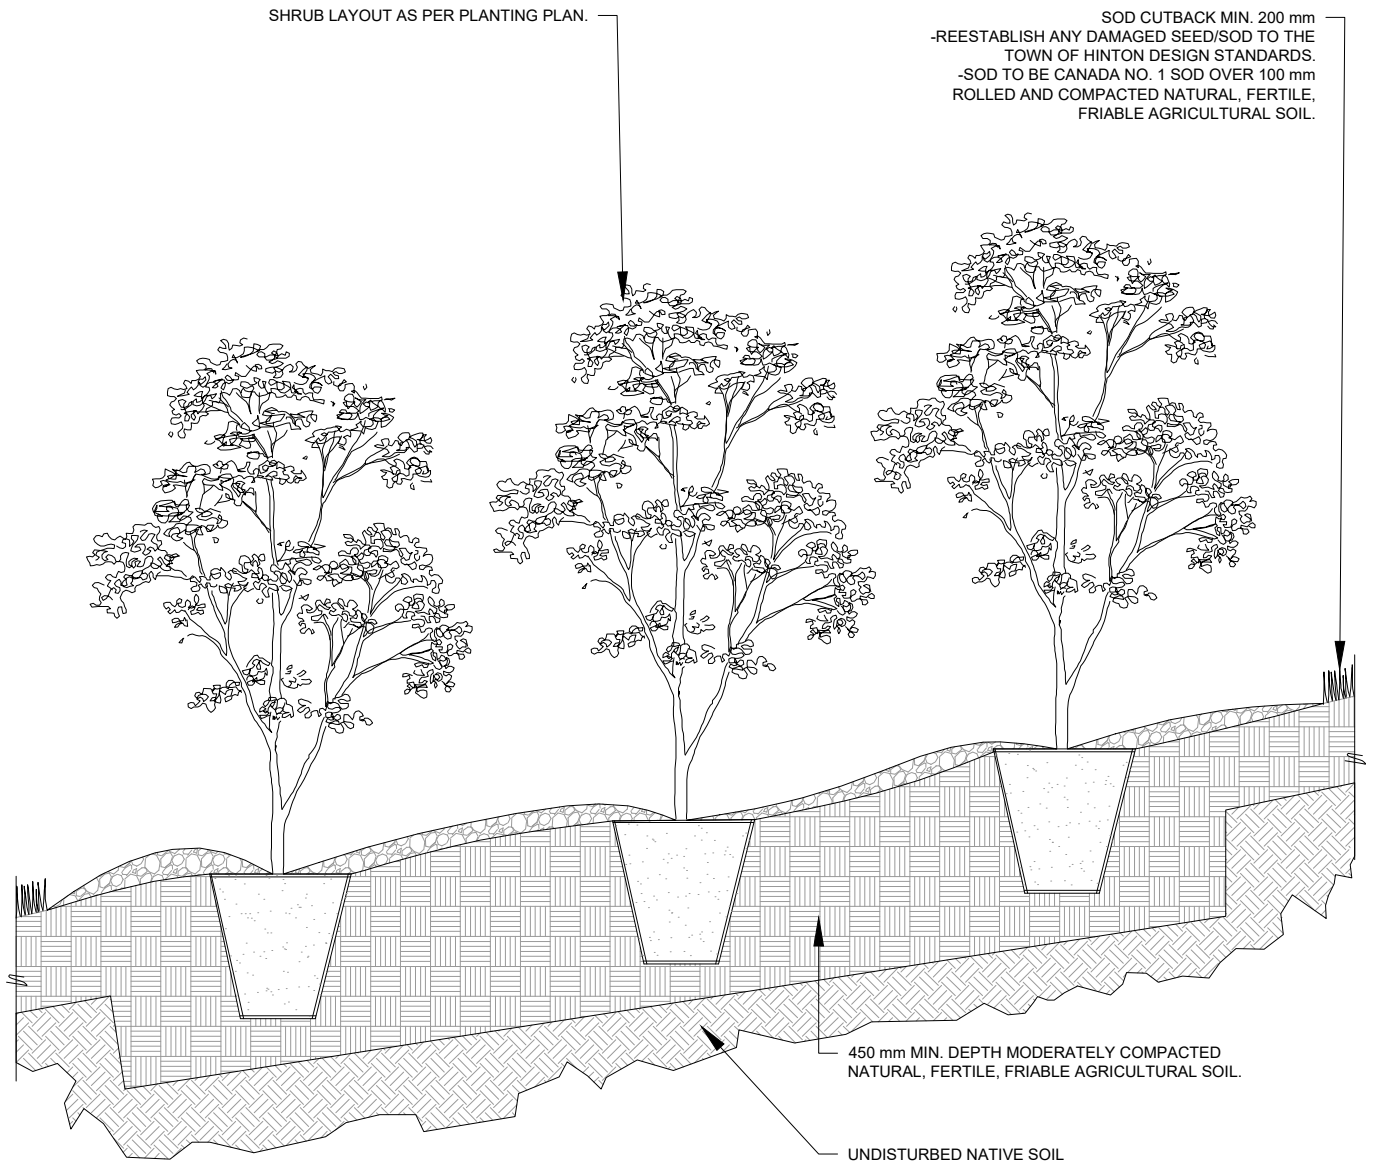 SHRUB LAYOUT AS PER PLANTING PLAN.
SOD CUTBACK MIN. 200 mm
-REESTABLISH ANY DAMAGED SEED/SOD TO THE
TOWN OF HINTON DESIGN STANDARDS.
-SOD TO BE CANADA NO. 1 SOD OVER 100 mm
ROLLED AND COMPACTED NATURAL, FERTILE,
FRIABLE AGRICULTURAL SOIL.
450 mm MIN. DEPTH MODERATELY COMPACTED
NATURAL, FERTILE, FRIABLE AGRICULTURAL SOIL.
UNDISTURBED NATIVE SOIL